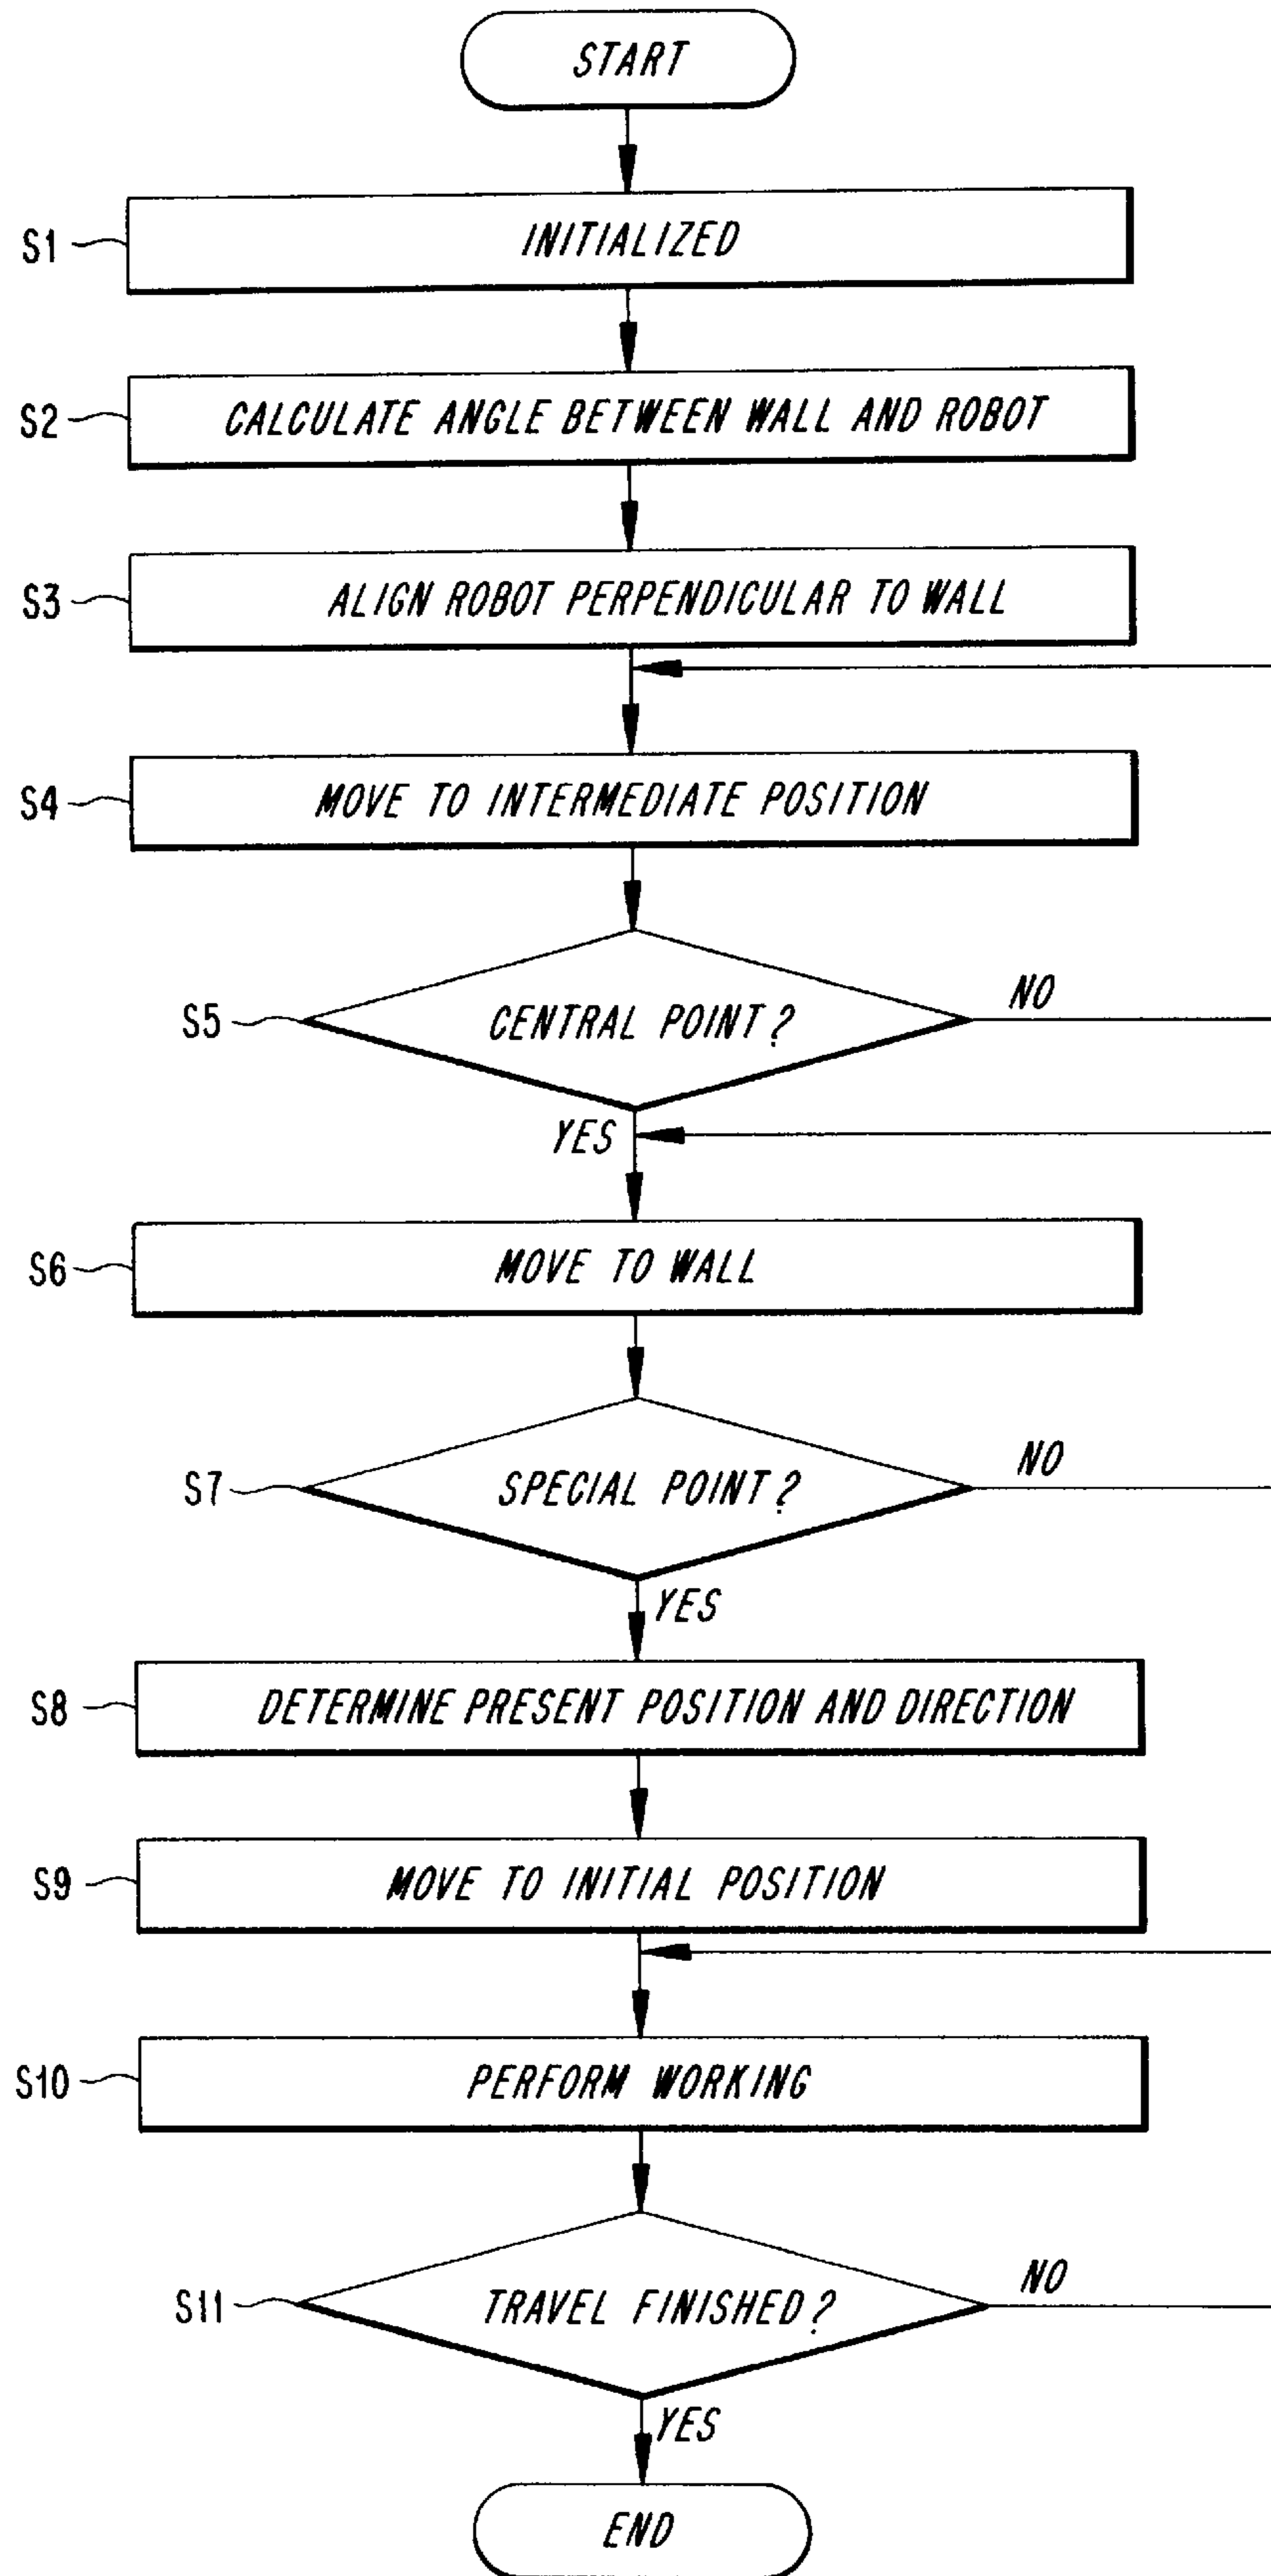 START
S1 INITIALIZED
S2 CALCULATE ANGLE BETWEEN WALL AND ROBOT
S3 ALIGN ROBOT PERPENDICULAR TO WALL
S4 MOVE TO INTERMEDIATE POSITION
S5 CENTRAL POINT? NO
YES
S6 MOVE TO WALL
S7 SPECIAL POINT? NO
YES
S8 DETERMINE PRESENT POSITION AND DIRECTION
S9 MOVE TO INITIAL POSITION
S10 PERFORM WORKING
S11 TRAVEL FINISHED? NO
YES
END